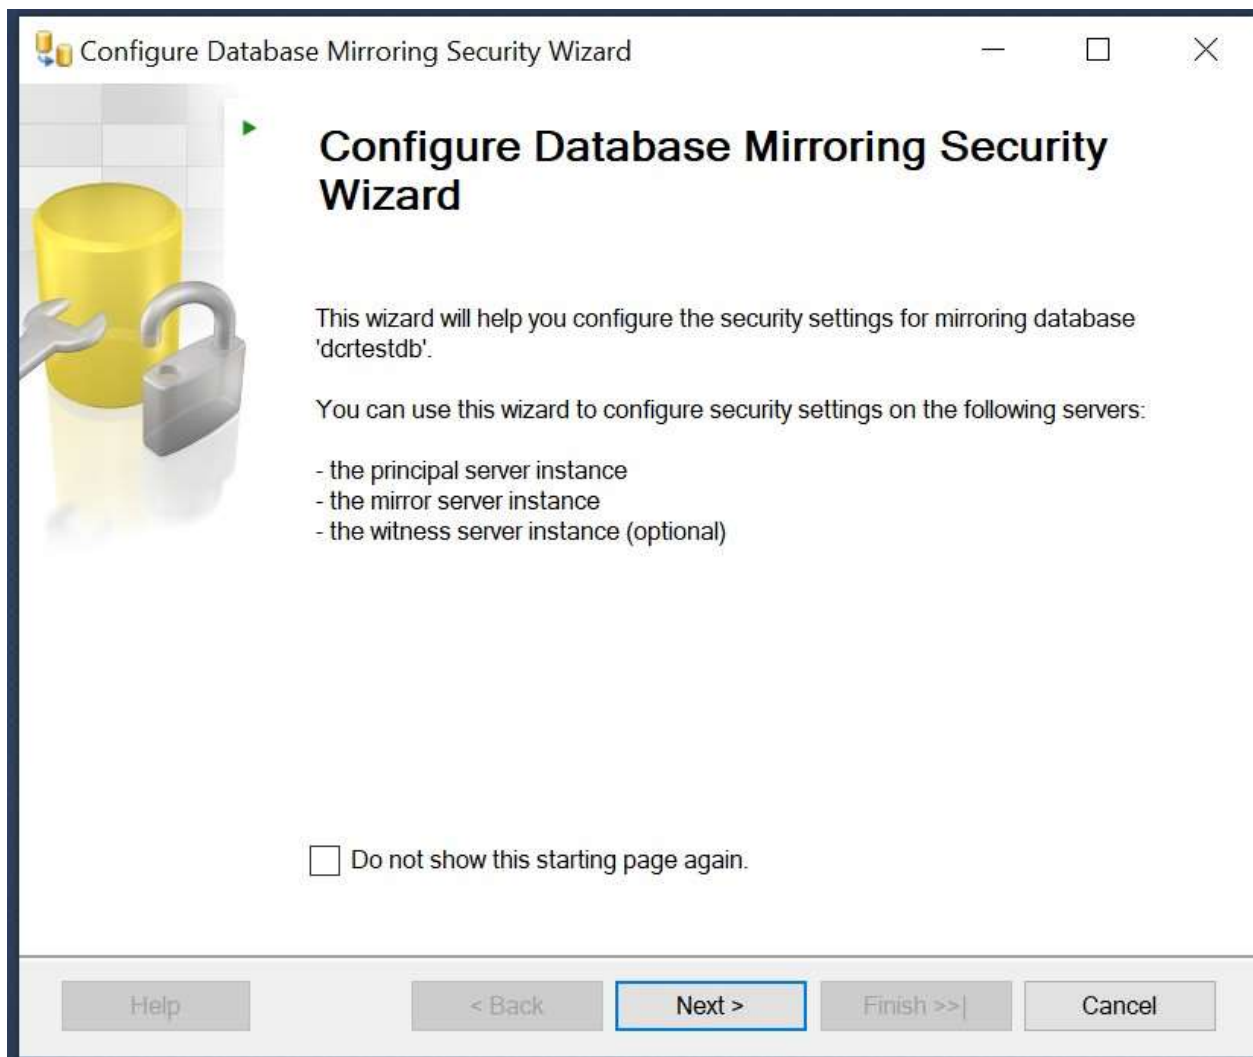 Configure Database Mirroring Security Wizard
Configure Database Mirroring Security
Wizard
This wizard will help you configure the security settings for mirroring database
'dcrtestdb'.
You can use this wizard to configure security settings on the following servers:
- the principal server instance
- the mirror server instance
- the witness server instance (optional)
Do not show this starting page again.
Help
< Back
Next >
Finish >>|
Cancel